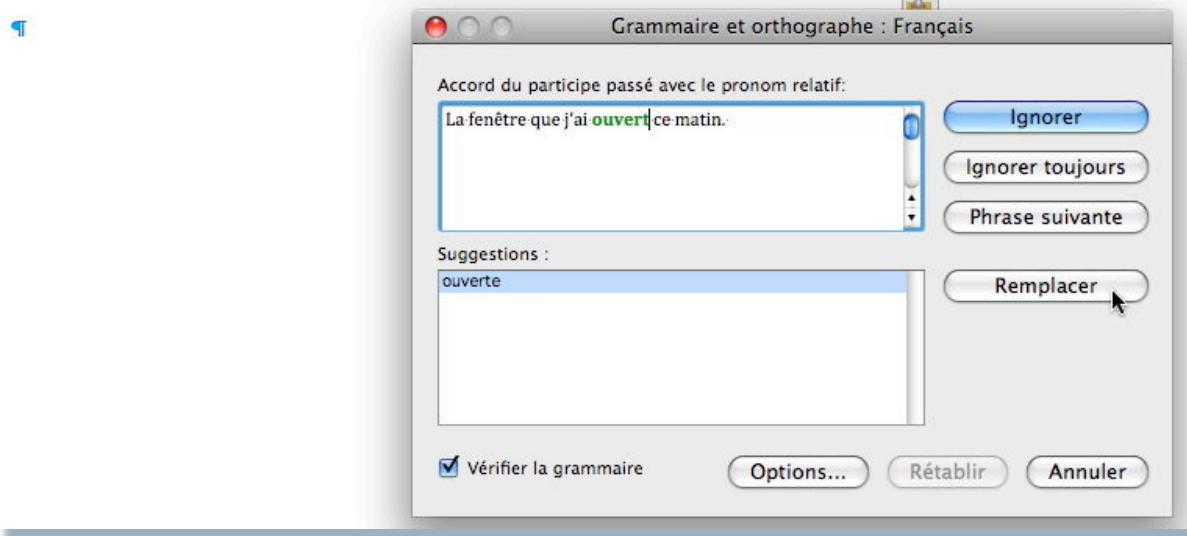 ¶
Grammaire et orthographe : Français
Accord du participe passé avec le pronom relatif:
La·fenêtre·que·j’ai·ouvert·ce·matin.·
Ignorer
Ignorer toujours
Phrase suivante
Suggestions :
ouverte
Remplacer
Vérifier la grammaire
Options...
Rétablir
Annuler